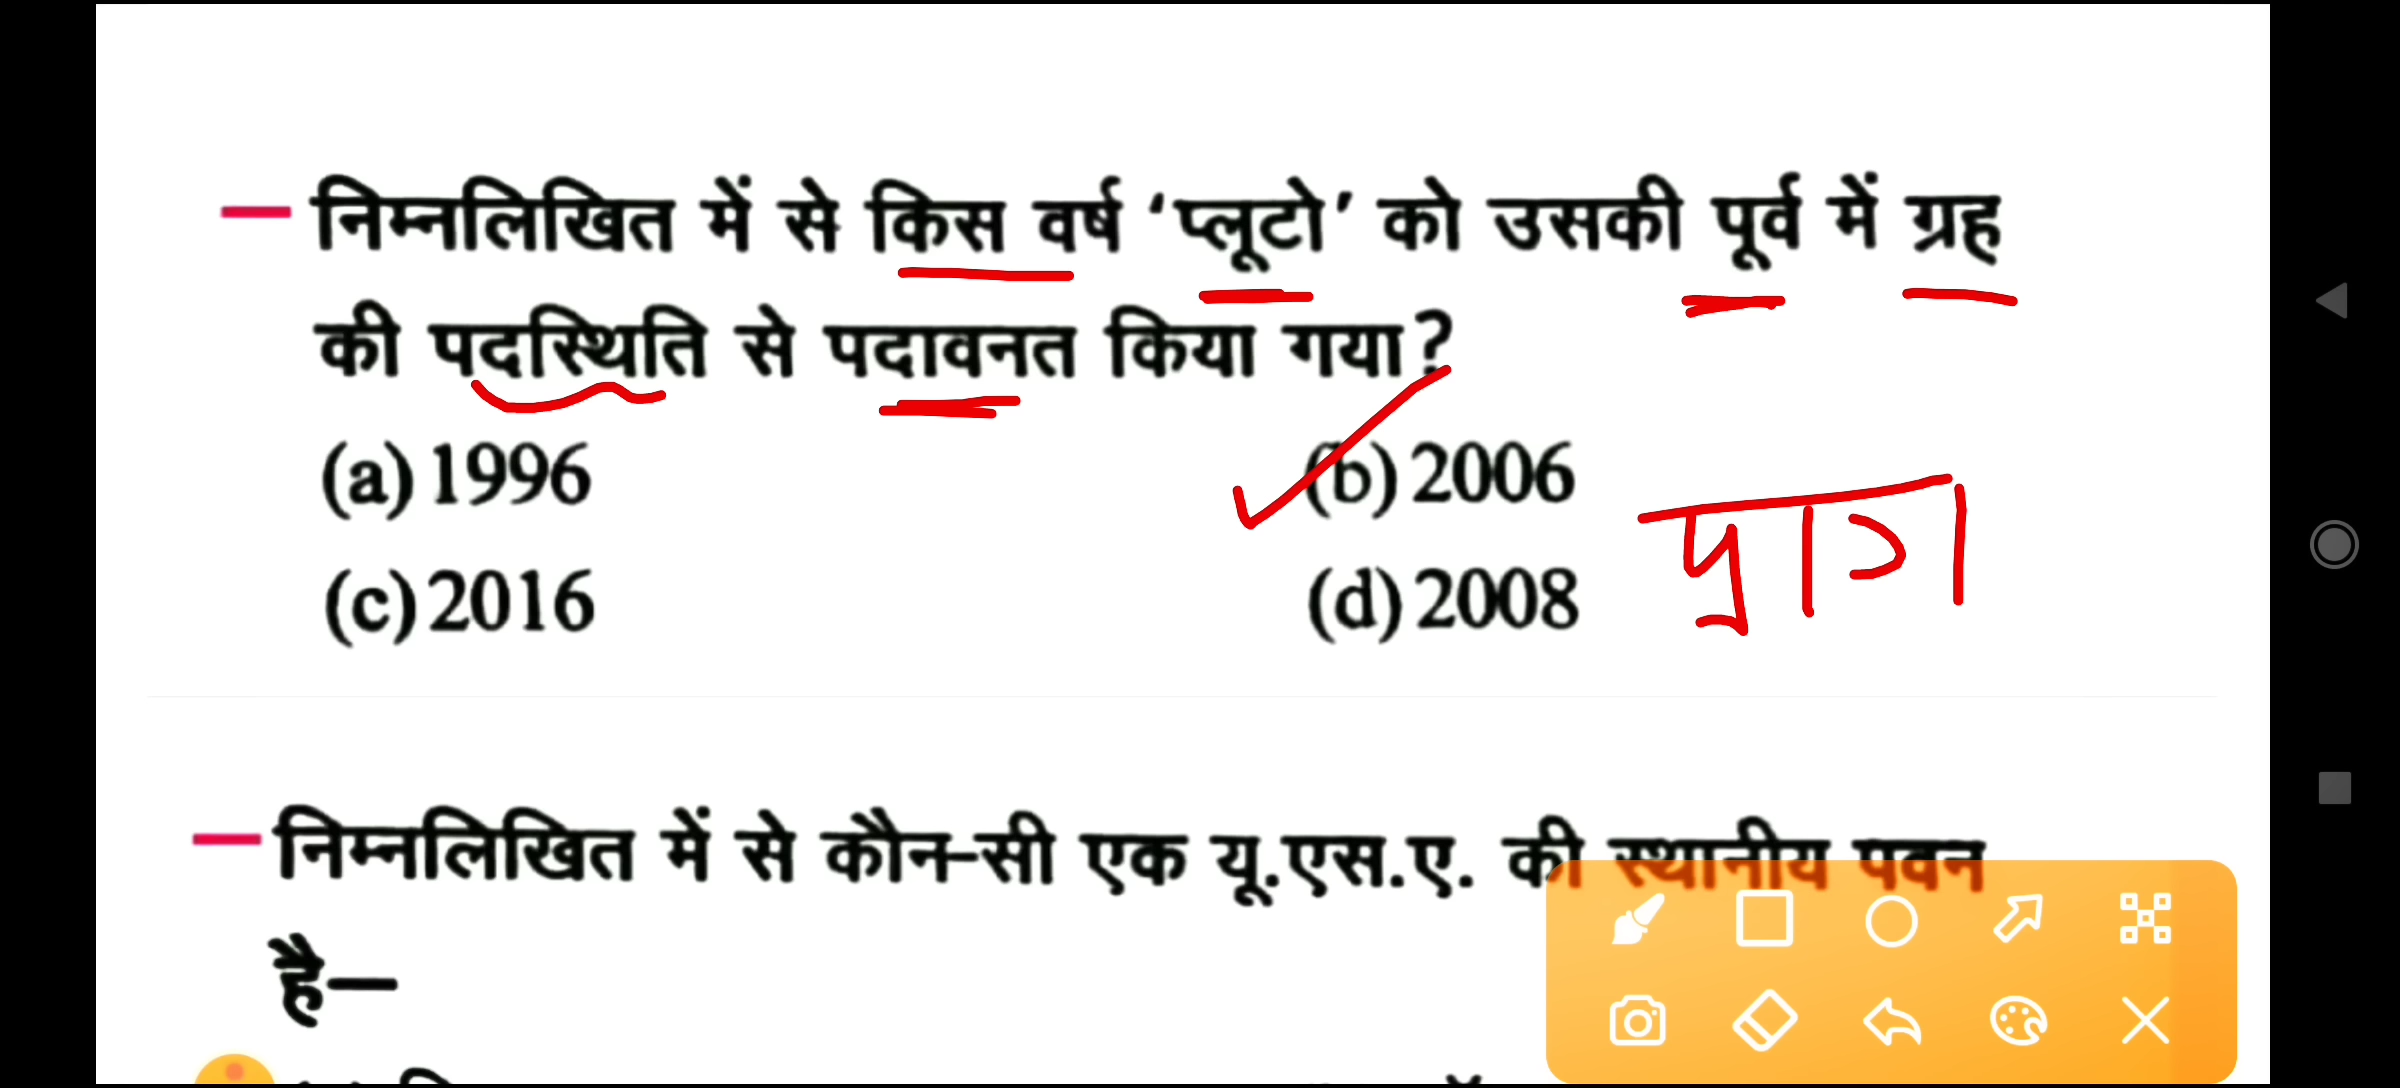 निम्नलिखित में से किस वर्ष ‘प्लूटो’ को उसकी पूर्व में ग्रह
की पदस्थिति से पदावनत किया गया?
(a) 1996 (b) 2006
(c) 2016 (d) 2008
निम्नलिखित में से कौन-सी एक यू.एस.ए. की स्थानीय पवन
है—